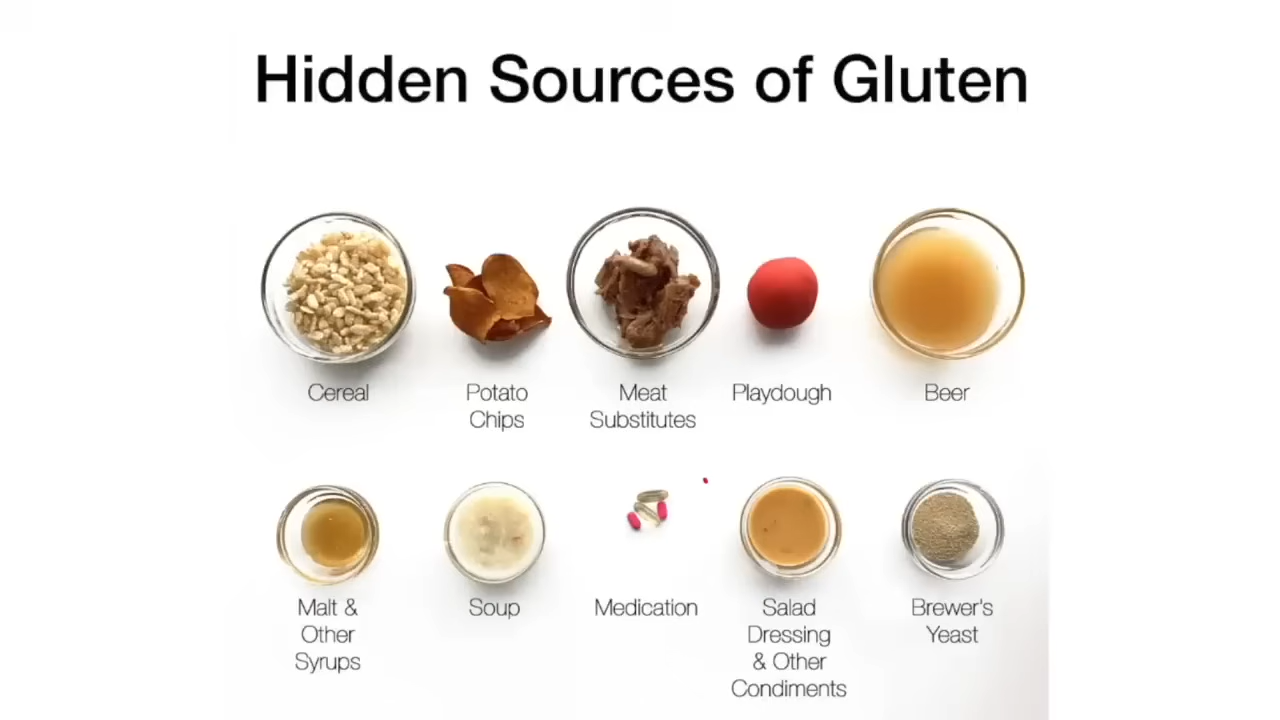 Hidden Sources of Gluten
Cereal
Potato
Chips
Meat
Substitutes
Playdough
Beer
Malt &
Other
Syrups
Soup
Medication
Salad
Dressing
& Other
Condiments
Brewer's
Yeast